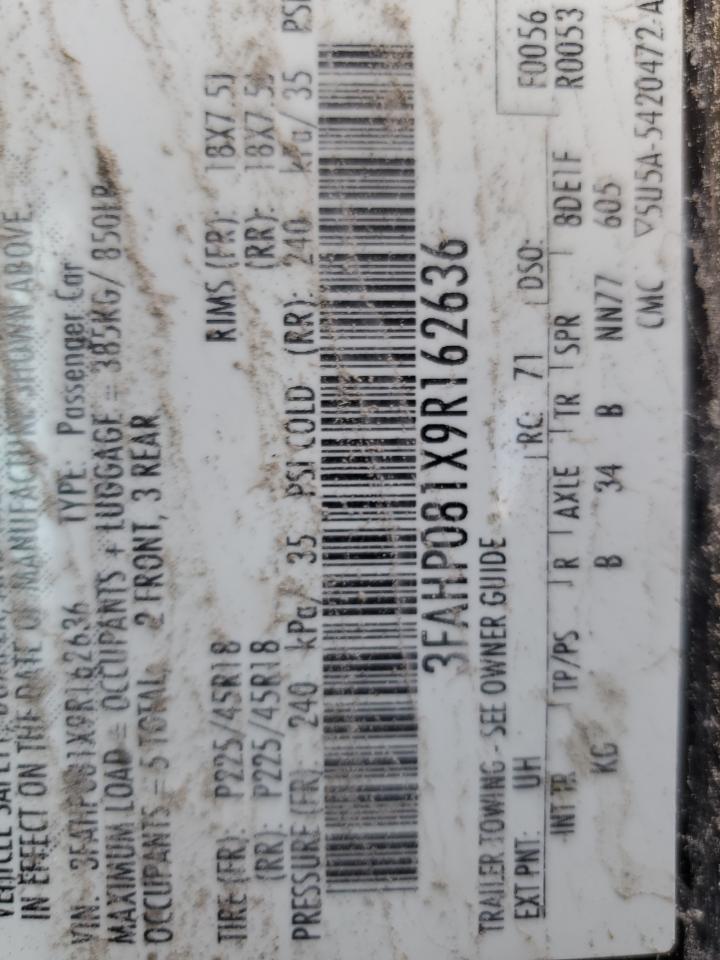 IN EFFECT ON THE DATE OF MANUFACTURE SHOWN ABOVE.
VIN: 3FAHP081X9R162636 TYPE: Passenger Car
MAXIMUM LOAD = OCCUPANTS + LUGGAGE = 385KG/ 850LB
OCCUPANTS = 5 TOTAL, 2 FRONT, 3 REAR
TIRE (FR): P225/45R18 RIMS (FR): 18X7.5J
(RR): P225/45R18 (RR): 18X7.5J
PRESSURE (FR): 240 kPa/ 35 PSI COLD (RR): 240 kPa/ 35 PSI
3FAHP081X9R162636
TRAILER TOWING - SEE OWNER GUIDE F0056
EXT PNT: UH RC: 71 DSO: R0053
INT TR TP/PS R AXLE TR SPR 8DE1F
KG B 34 B NN77 605
CMC ▽5U5A-5420472-A